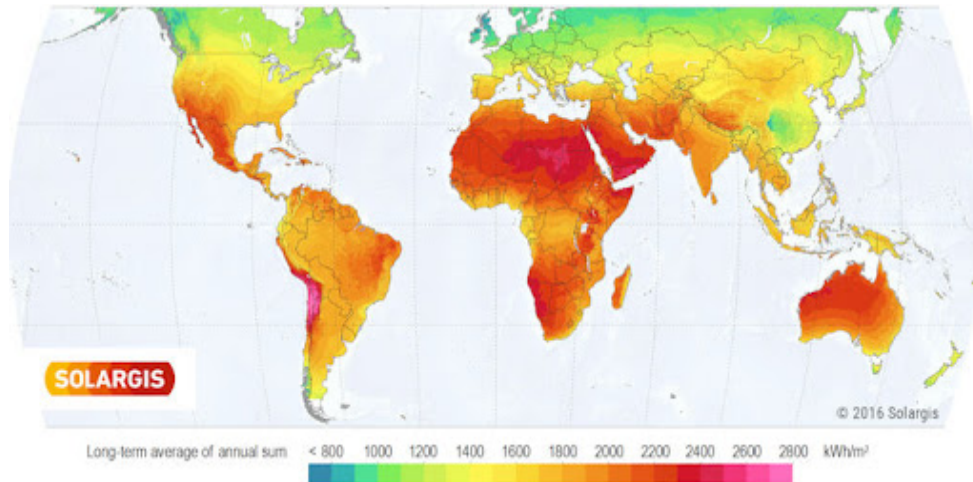 SOLARGIS
© 2016 Solargis
Long-term average of annual sum < 800 1000 1200 1400 1600 1800 2000 2200 2400 2600 2800 kWh/m²